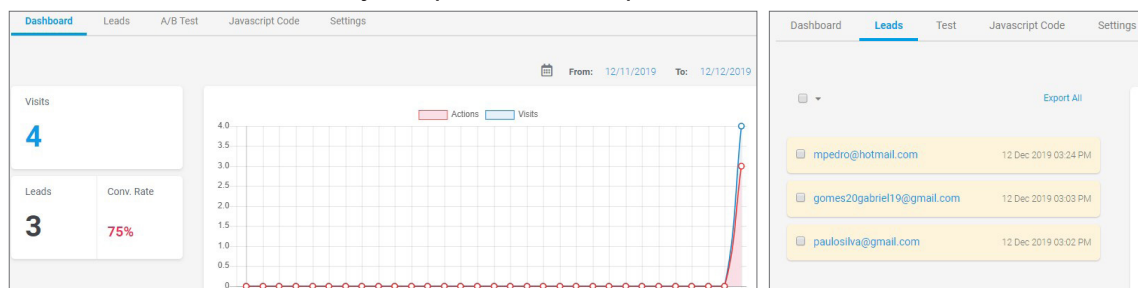 Dashboard Leads A/B Test Javascript Code Settings
From: 12/11/2019 To: 12/12/2019
Visits
4
Leads
3
Conv. Rate
75%
Actions Visits
4.0
3.5
3.0
2.5
2.0
1.5
1.0
0.5
0
Dashboard Leads Test Javascript Code Settings
Export All
mpedro@hotmail.com 12 Dec 2019 03:24 PM
gomes20gabriel19@gmail.com 12 Dec 2019 03:03 PM
paulosilva@gmail.com 12 Dec 2019 03:02 PM